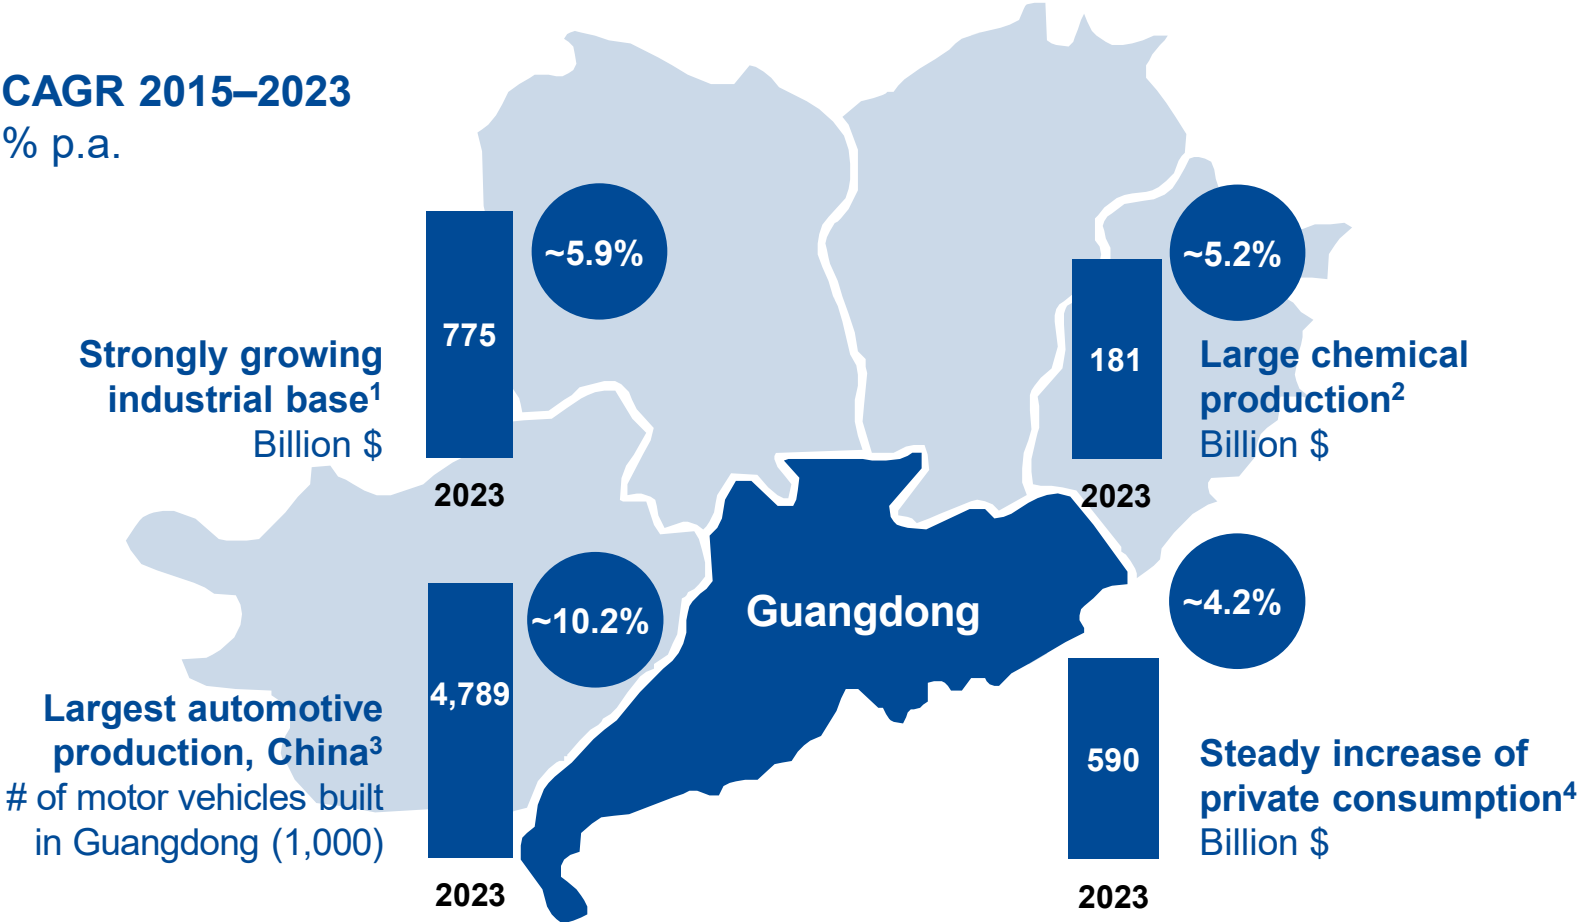 CAGR 2015–2023
% p.a.
775
~5.9%
Strongly growing
industrial base¹
Billion $
2023
181
~5.2%
Large chemical
production²
Billion $
2023
Guangdong
4,789
~10.2%
Largest automotive
production, China³
# of motor vehicles built
in Guangdong (1,000)
2023
~4.2%
590
Steady increase of
private consumption⁴
Billion $
2023